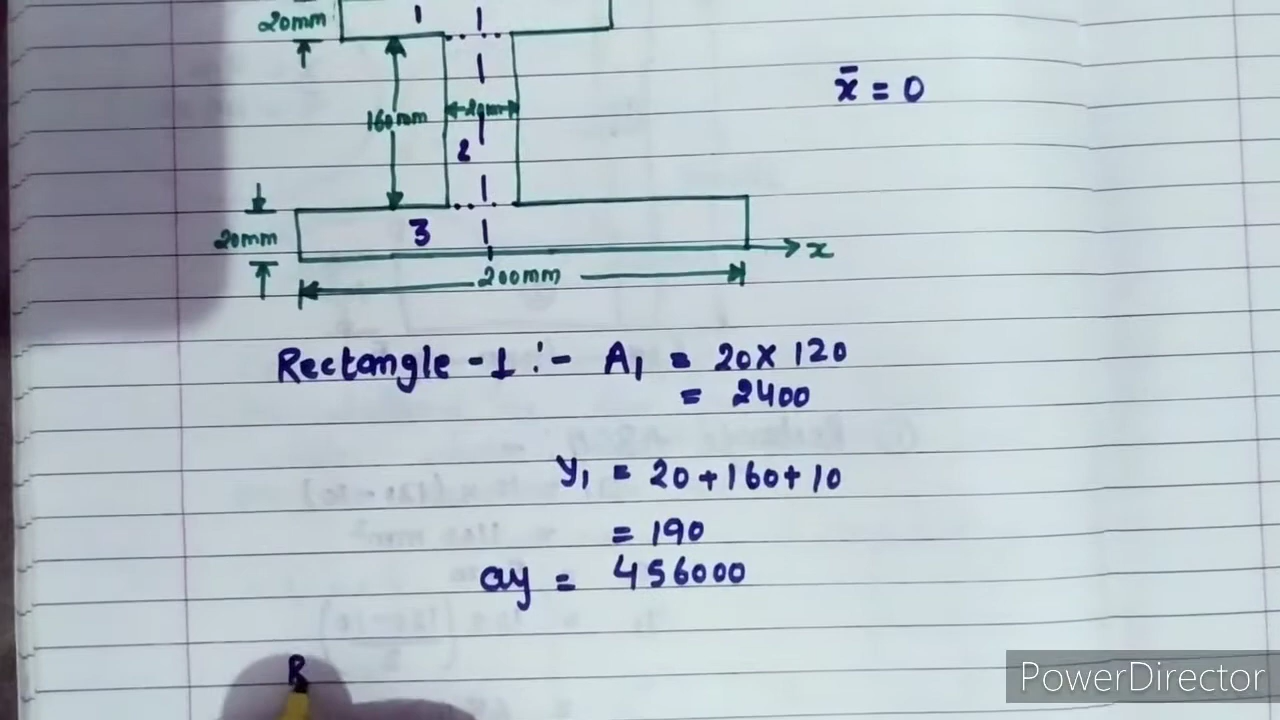 20mm 1
160mm 20mm
2
x̄ = 0
20mm 3
x
200mm
Rectangle - 1 :- A₁ = 20 X 120
= 2400
y₁ = 20 + 160 + 10
= 190
ay = 456000
R
PowerDirector